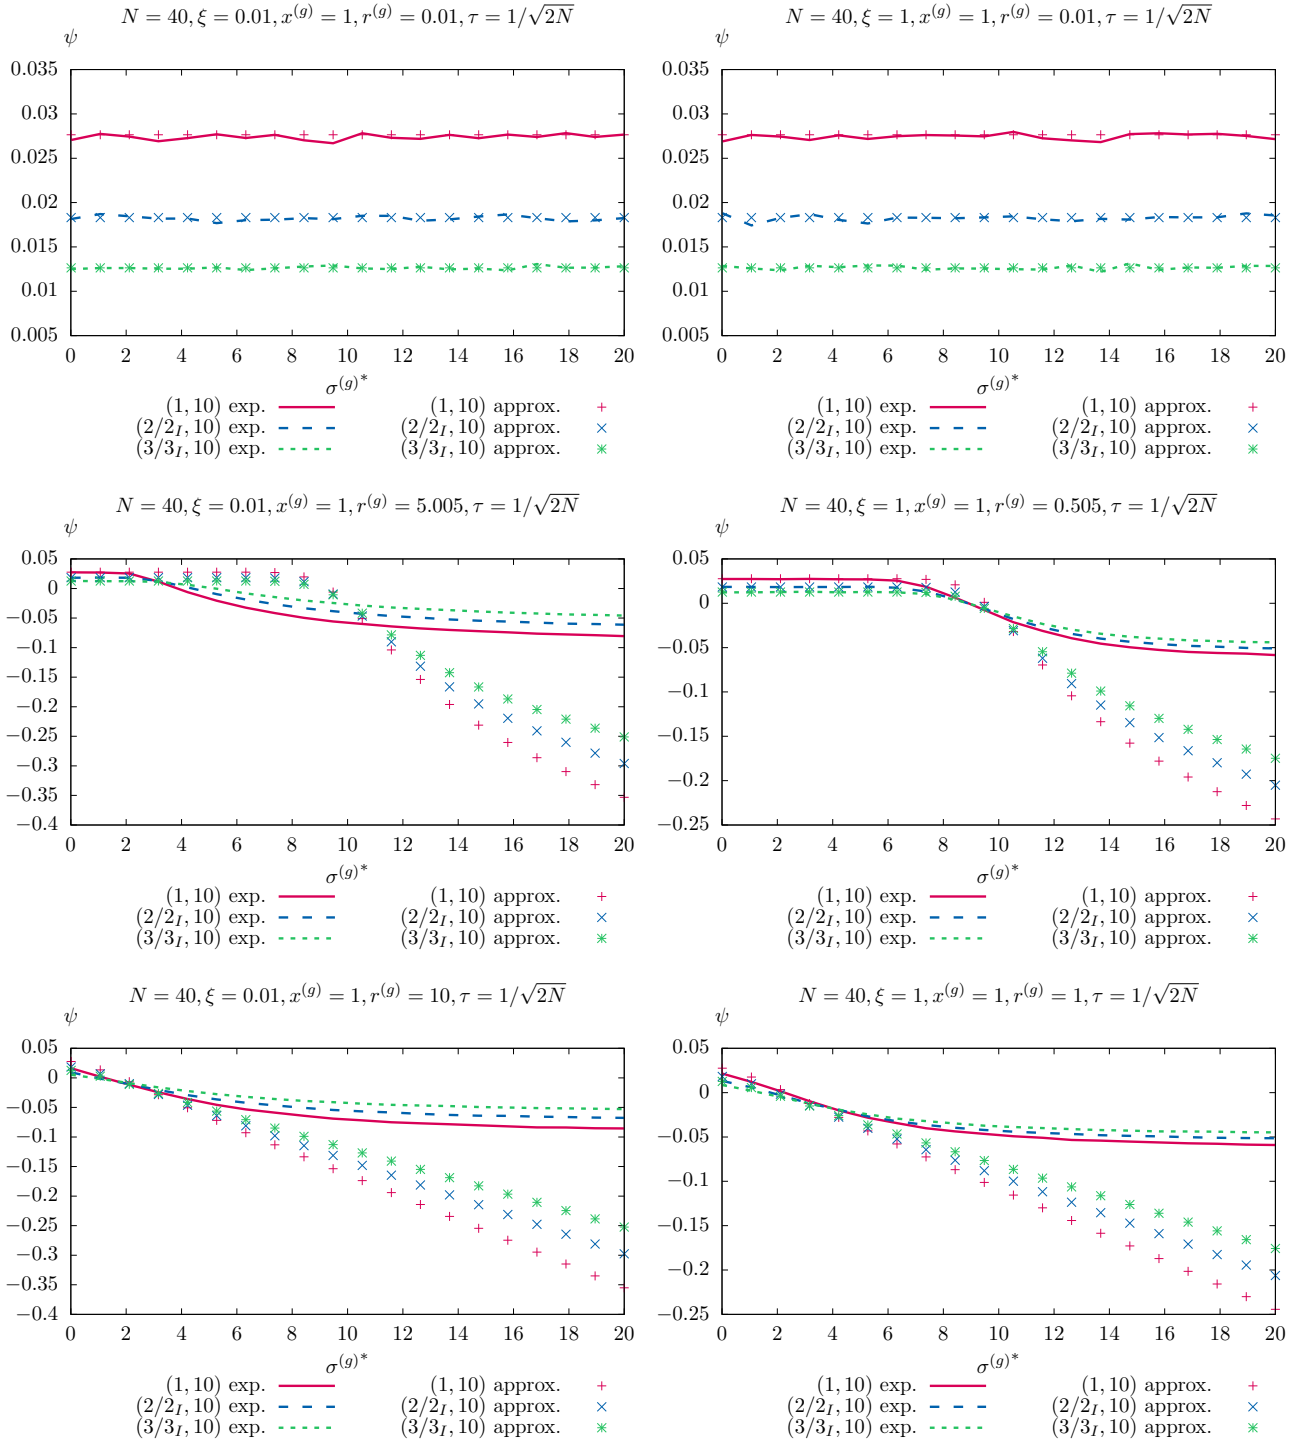 N = 40, ξ = 0.01, x^(g) = 1, r^(g) = 0.01, τ = 1/√2N
ψ
0.035
0.03
0.025
0.02
0.015
0.01
0.005
0 2 4 6 8 10 12 14 16 18 20
σ^(g)*
(1, 10) exp. (1, 10) approx.
(2/2_I, 10) exp. (2/2_I, 10) approx.
(3/3_I, 10) exp. (3/3_I, 10) approx.
N = 40, ξ = 1, x^(g) = 1, r^(g) = 0.01, τ = 1/√2N
ψ
0.035
0.03
0.025
0.02
0.015
0.01
0.005
0 2 4 6 8 10 12 14 16 18 20
σ^(g)*
(1, 10) exp. (1, 10) approx.
(2/2_I, 10) exp. (2/2_I, 10) approx.
(3/3_I, 10) exp. (3/3_I, 10) approx.
N = 40, ξ = 0.01, x^(g) = 1, r^(g) = 5.005, τ = 1/√2N
ψ
0.05
0
−0.05
−0.1
−0.15
−0.2
−0.25
−0.3
−0.35
−0.4
0 2 4 6 8 10 12 14 16 18 20
σ^(g)*
(1, 10) exp. (1, 10) approx.
(2/2_I, 10) exp. (2/2_I, 10) approx.
(3/3_I, 10) exp. (3/3_I, 10) approx.
N = 40, ξ = 1, x^(g) = 1, r^(g) = 0.505, τ = 1/√2N
ψ
0.05
0
−0.05
−0.1
−0.15
−0.2
−0.25
0 2 4 6 8 10 12 14 16 18 20
σ^(g)*
(1, 10) exp. (1, 10) approx.
(2/2_I, 10) exp. (2/2_I, 10) approx.
(3/3_I, 10) exp. (3/3_I, 10) approx.
N = 40, ξ = 0.01, x^(g) = 1, r^(g) = 10, τ = 1/√2N
ψ
0.05
0
−0.05
−0.1
−0.15
−0.2
−0.25
−0.3
−0.35
−0.4
0 2 4 6 8 10 12 14 16 18 20
σ^(g)*
(1, 10) exp. (1, 10) approx.
(2/2_I, 10) exp. (2/2_I, 10) approx.
(3/3_I, 10) exp. (3/3_I, 10) approx.
N = 40, ξ = 1, x^(g) = 1, r^(g) = 1, τ = 1/√2N
ψ
0.05
0
−0.05
−0.1
−0.15
−0.2
−0.25
0 2 4 6 8 10 12 14 16 18 20
σ^(g)*
(1, 10) exp. (1, 10) approx.
(2/2_I, 10) exp. (2/2_I, 10) approx.
(3/3_I, 10) exp. (3/3_I, 10) approx.